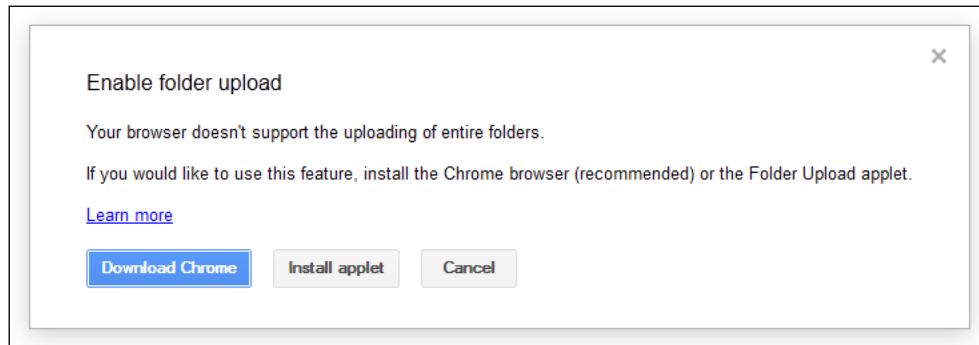 Enable folder upload
Your browser doesn't support the uploading of entire folders.
If you would like to use this feature, install the Chrome browser (recommended) or the Folder Upload applet.
Learn more
Download Chrome Install applet Cancel